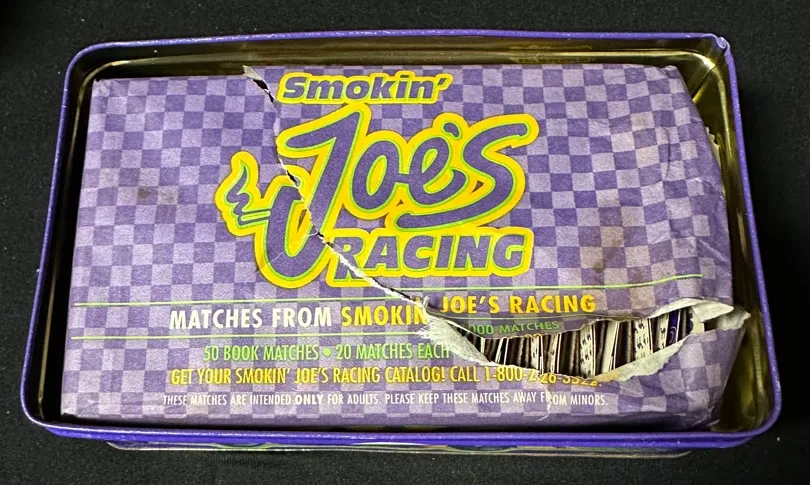 Smokin'
Joe's
RACING
MATCHES FROM SMOKIN JOE'S RACING
000 MATCHES
50 BOOK MATCHES • 20 MATCHES EACH
GET YOUR SMOKIN' JOE'S RACING CATALOG! CALL 1-800-
THESE MATCHES ARE INTENDED ONLY FOR ADULTS. PLEASE KEEP THESE MATCHES AWAY FROM MINORS.